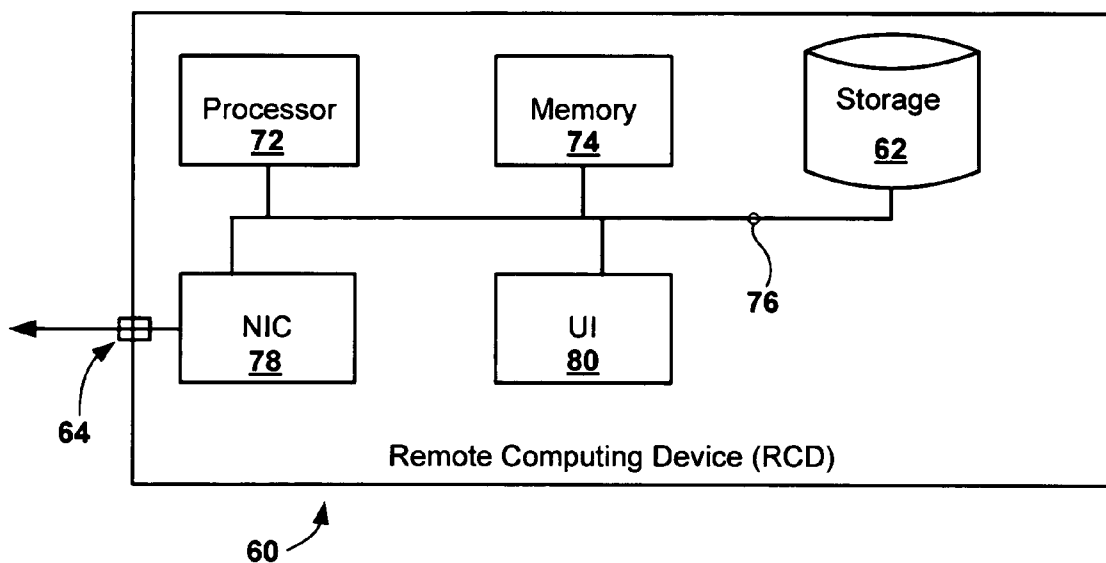 Processor
72
Memory
74
Storage
62
76
NIC
78
UI
80
64
Remote Computing Device (RCD)
60